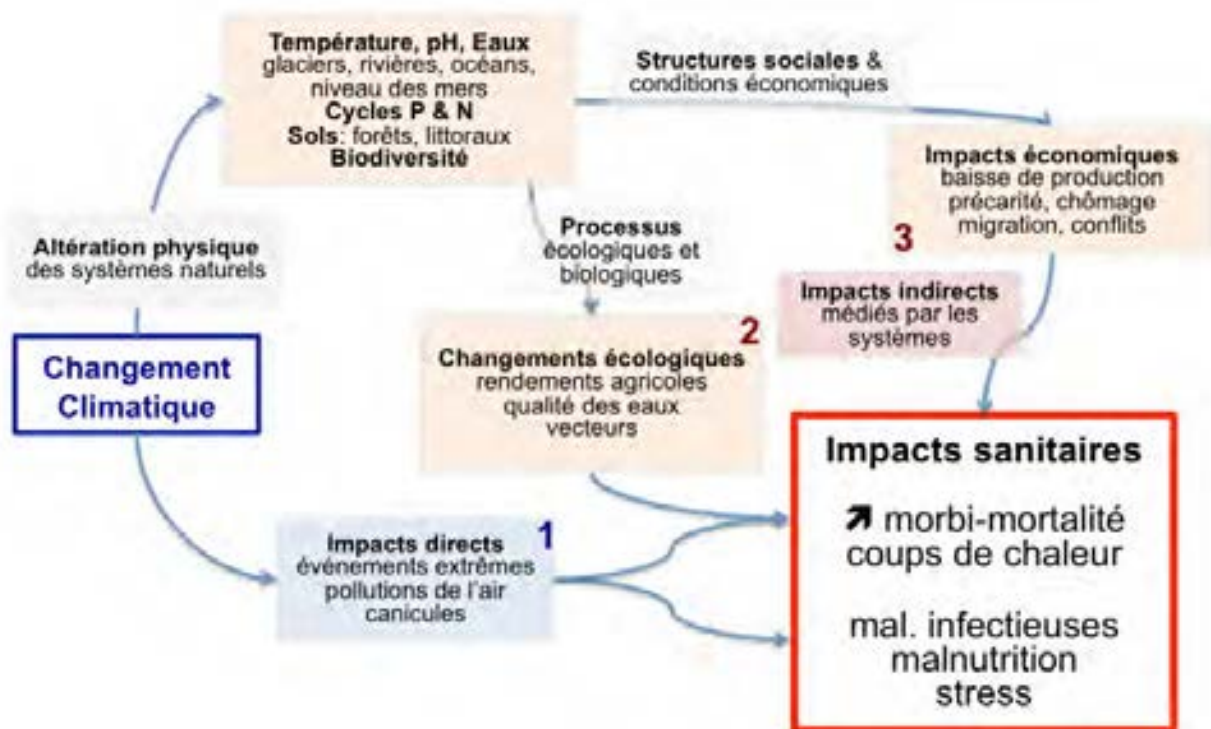 Température, pH, Eaux
glaciers, rivières, océans,
niveau des mers
Cycles P & N
Sols: forêts, littoraux
Biodiversité
Structures sociales &
conditions économiques
Impacts économiques
baisse de production
précarité, chômage
migration, conflits
3
Altération physique
des systèmes naturels
Processus
écologiques et
biologiques
Impacts indirects
médiés par les
systèmes
Changement
Climatique
2
Changements écologiques
rendements agricoles
qualité des eaux
vecteurs
1
Impacts directs
événements extrêmes
pollutions de l'air
canicules
Impacts sanitaires
↗ morbi-mortalité
coups de chaleur
mal. infectieuses
malnutrition
stress